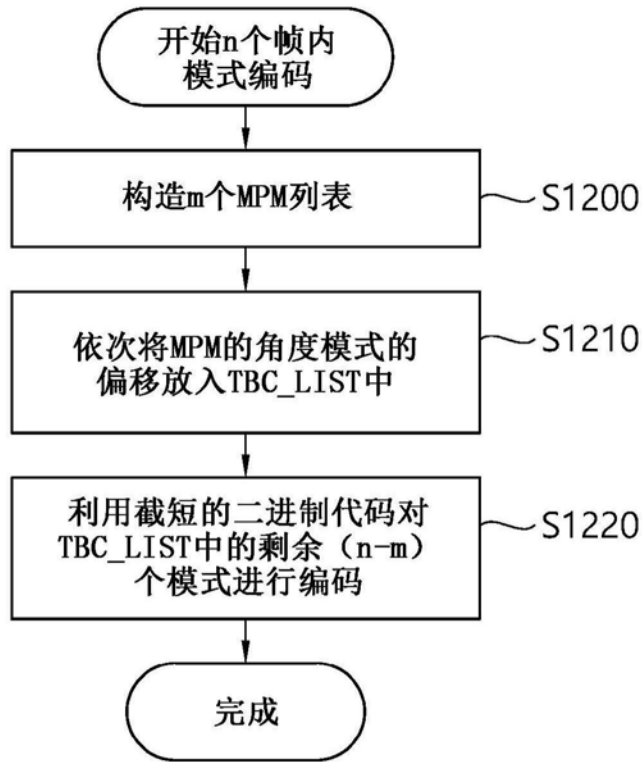 开始n个帧内
模式编码
构造m个MPM列表
S1200
依次将MPM的角度模式的
偏移放入TBC_LIST中
S1210
利用截短的二进制代码对
TBC_LIST中的剩余（n-m）
个模式进行编码
S1220
完成